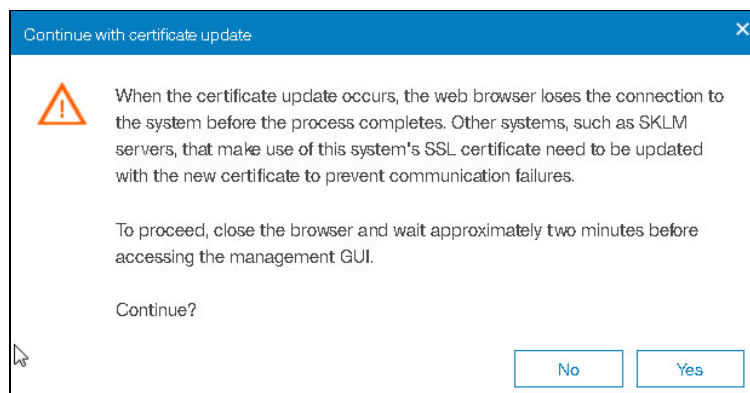 Continue with certificate update
When the certificate update occurs, the web browser loses the connection to
the system before the process completes. Other systems, such as SKLM
servers, that make use of this system's SSL certificate need to be updated
with the new certificate to prevent communication failures.
To proceed, close the browser and wait approximately two minutes before
accessing the management GUI.
Continue?
No Yes